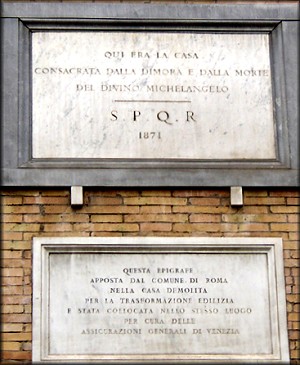 QUI ERA LA CASA
CONSACRATA DALLA DIMORA E DALLA MORTE
DEL DIVINO MICHELANGELO
S.P.Q.R
1871
QUESTA EPIGRAFE
APPOSTA DAL COMUNE DI ROMA
NELLA CASA DEMOLITA
PER LA TRASFORMAZIONE EDILIZIA
E STATA COLLOCATA NELLO STESSO LUOGO
PER CURA DELLE
ASSICURAZIONI GENERALI DI VENEZIA